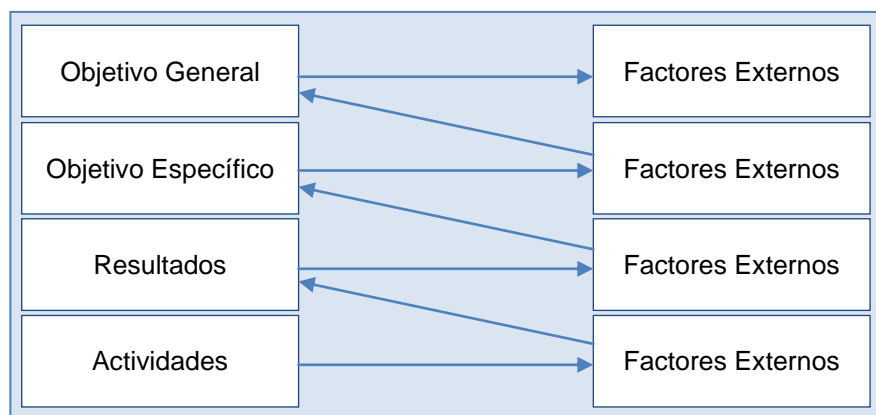 Objetivo General
Factores Externos
Objetivo Específico
Factores Externos
Resultados
Factores Externos
Actividades
Factores Externos